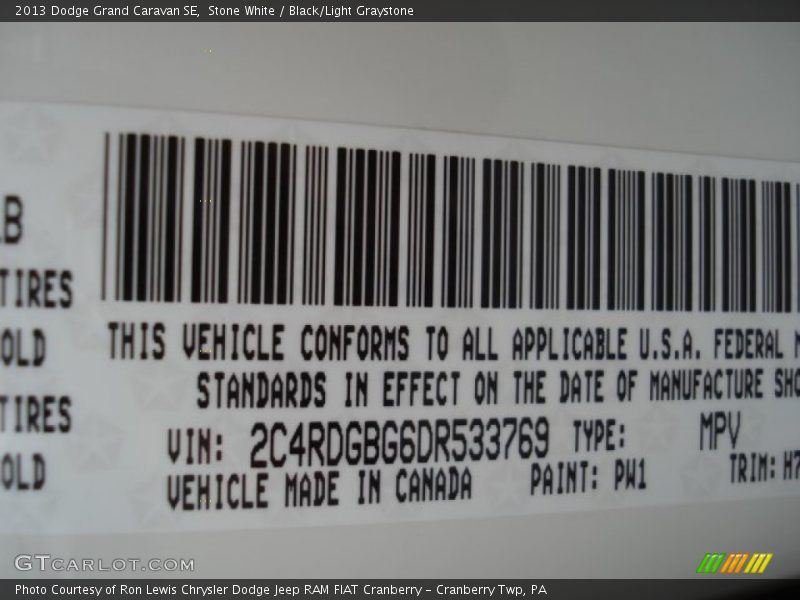 2013 Dodge Grand Caravan SE,  Stone White / Black/Light Graystone
B
TIRES
OLD
TIRES
OLD
THIS VEHICLE CONFORMS TO ALL APPLICABLE U.S.A. FEDERAL
STANDARDS IN EFFECT ON THE DATE OF MANUFACTURE SHO
VIN: 2C4RDGBG6DR533769 TYPE: MPV
VEHICLE MADE IN CANADA PAINT: PW1 TRIM: H7
GTCARLOT.COM
Photo Courtesy of Ron Lewis Chrysler Dodge Jeep RAM FIAT Cranberry – Cranberry Twp, PA